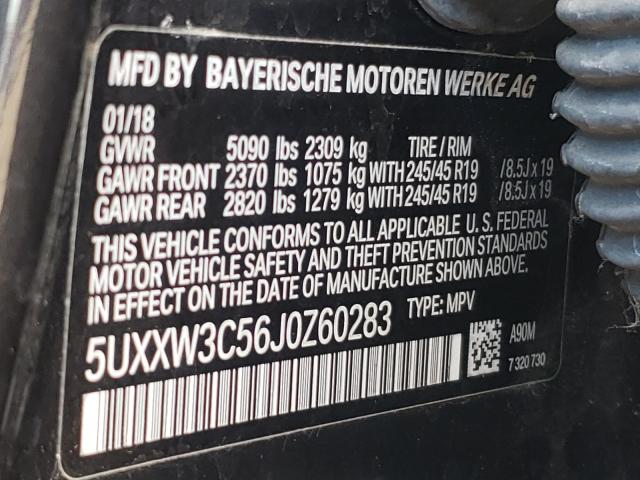 MFD BY BAYERISCHE MOTOREN WERKE AG
01/18
GVWR 5090 lbs 2309 kg TIRE / RIM
GAWR FRONT 2370 lbs 1075 kg WITH 245/45 R19 / 8.5J x 19
GAWR REAR 2820 lbs 1279 kg WITH 245/45 R19 / 8.5J x 19
THIS VEHICLE CONFORMS TO ALL APPLICABLE U. S. FEDERAL
MOTOR VEHICLE SAFETY AND THEFT PREVENTION STANDARDS
IN EFFECT ON THE DATE OF MANUFACTURE SHOWN ABOVE.
5UXXW3C56J0Z60283 TYPE: MPV
A90M
7 320 730